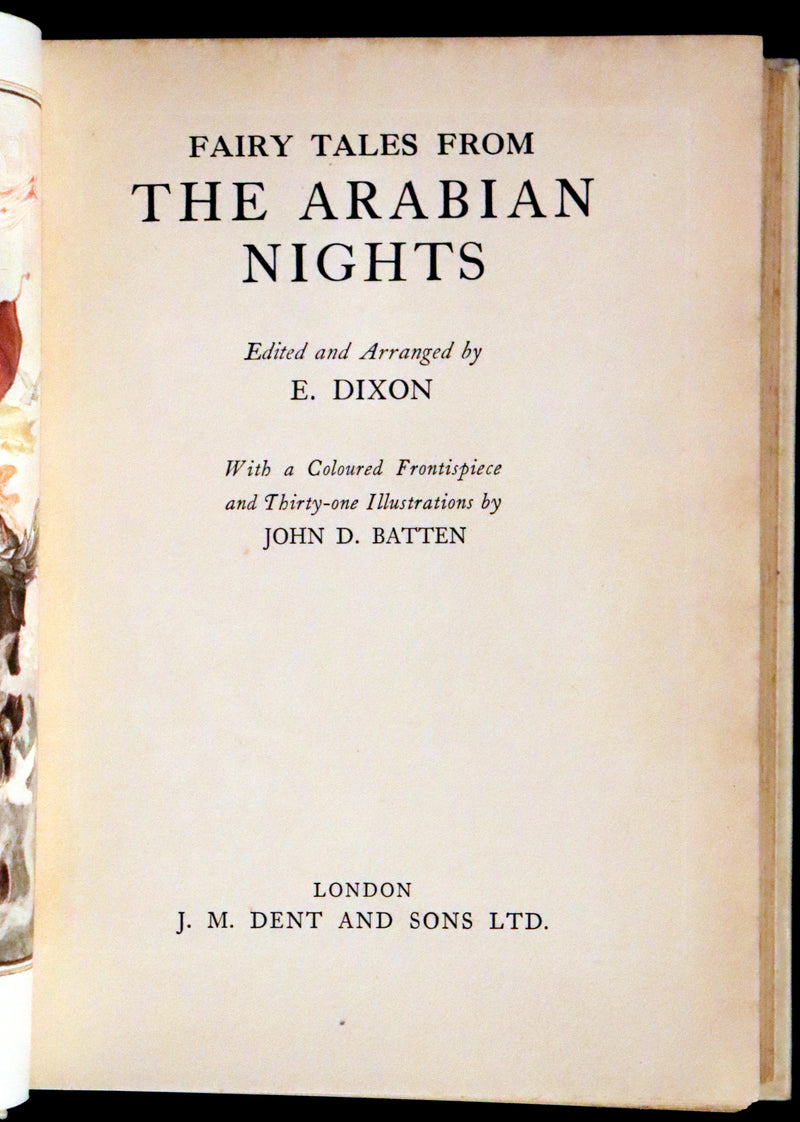 FAIRY TALES FROM
THE ARABIAN
NIGHTS
Edited and Arranged by
E. DIXON
With a Coloured Frontispiece
and Thirty-one Illustrations by
JOHN D. BATTEN
LONDON
J. M. DENT AND SONS LTD.